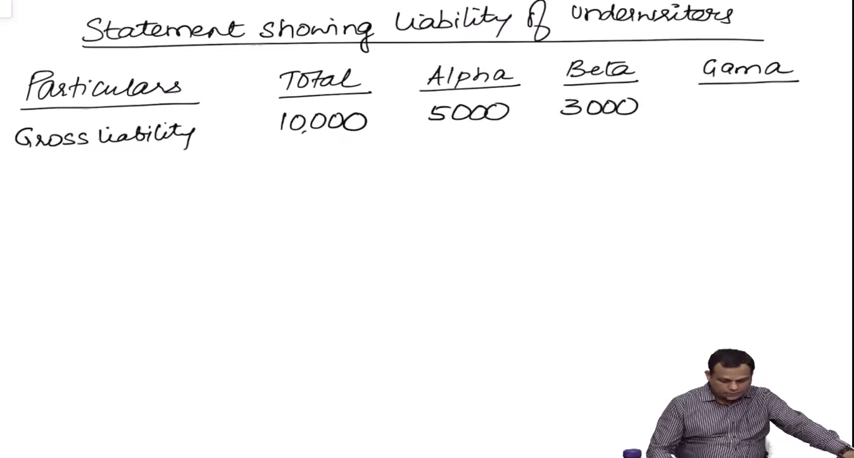 Statement showing Liability of underwriters
Particulars Total Alpha Beta Gama
Gross Liability 10,000 5000 3000